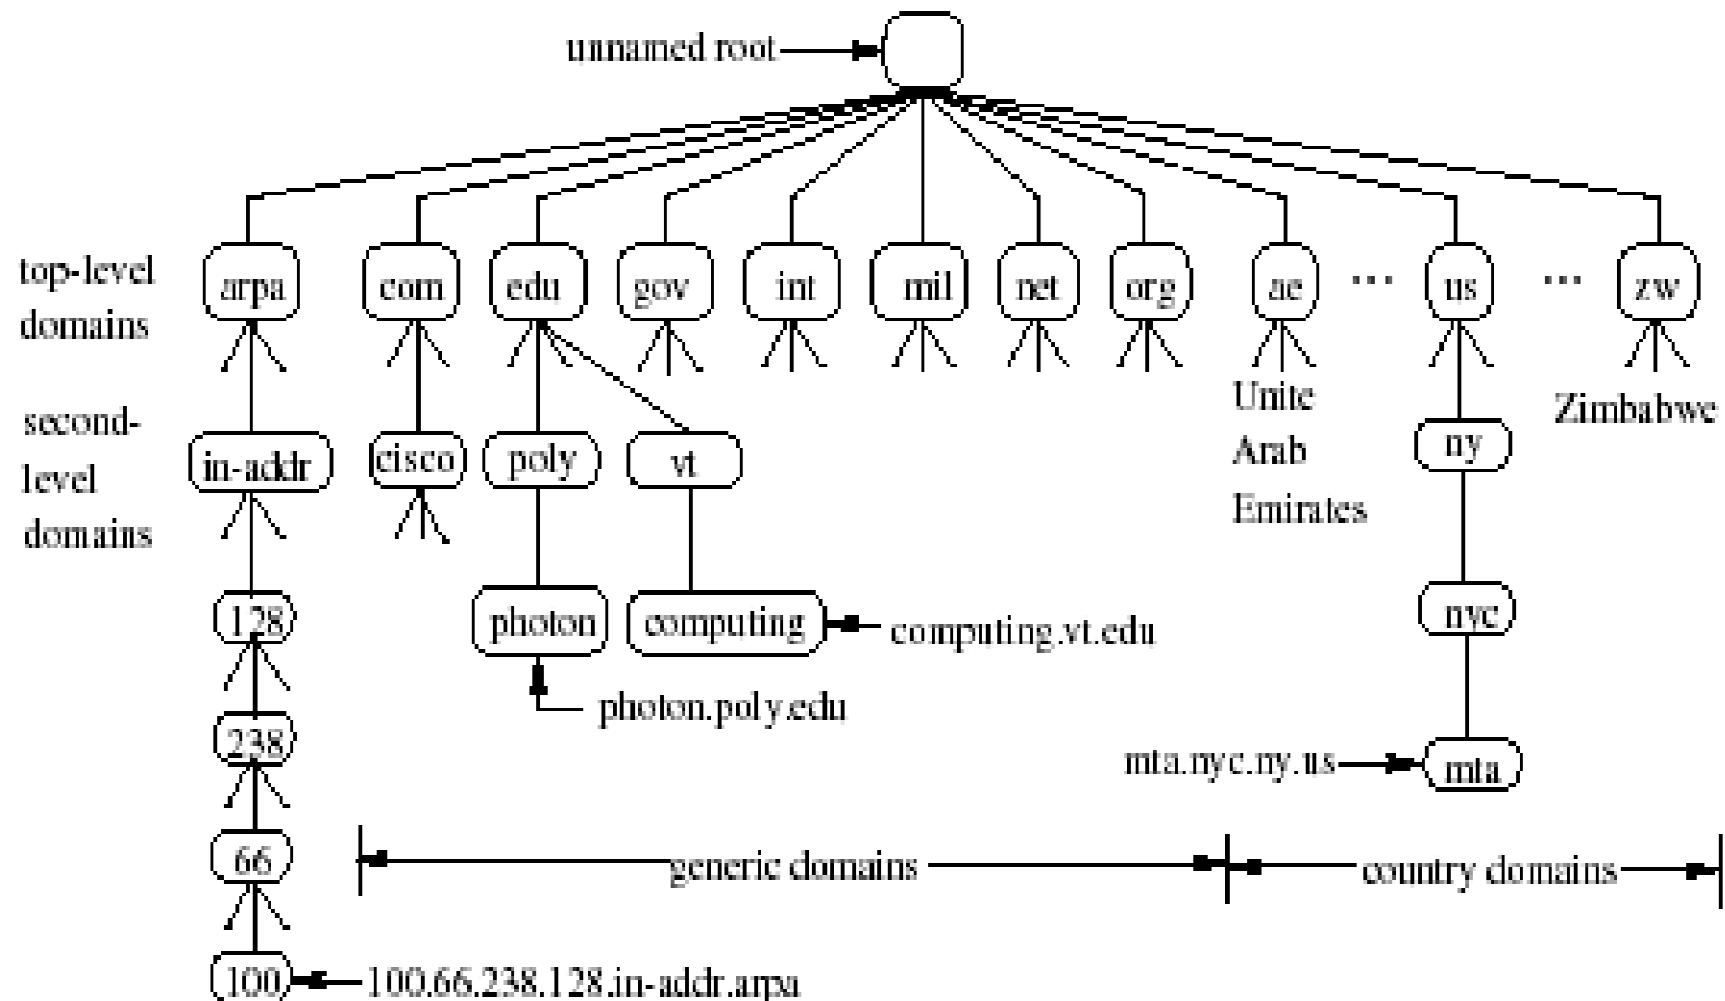 unnamed root
top-level
domains
arpa
com
edu
gov
int
mil
net
org
ae
...
us
...
zw
Unite
Arab
Emirates
Zimbabwe
second-
level
domains
in-addr
cisco
poly
vt
ny
128
photon
computing
computing.vt.edu
nyc
photon.poly.edu
238
mta.nyc.ny.us
mta
66
generic domains
country domains
100
100.66.238.128.in-addr.arpa